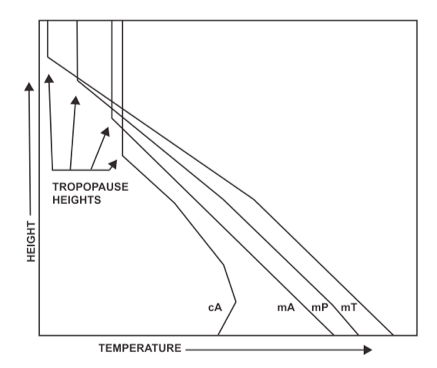 TROPOPAUSE
HEIGHTS
HEIGHT
cA
mA
mP
mT
TEMPERATURE